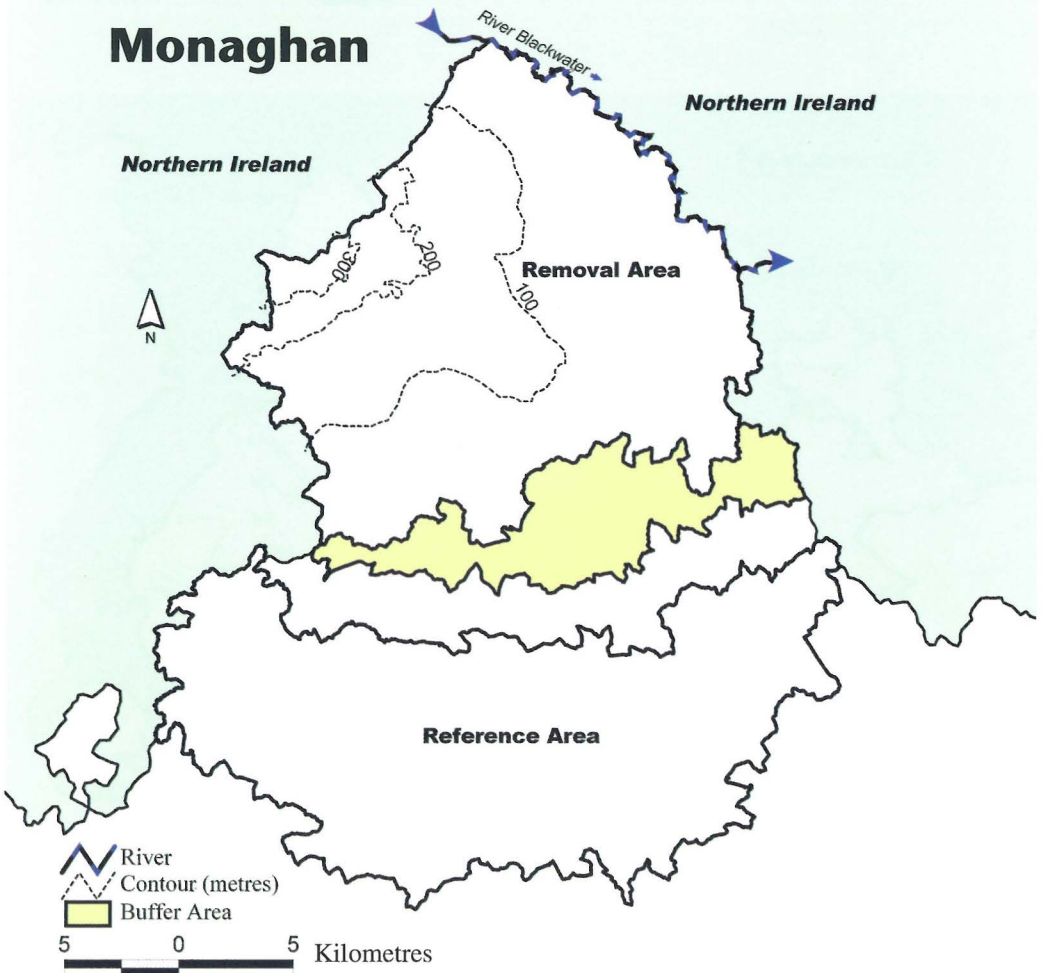 Monaghan
River Blackwater
Northern Ireland
Northern Ireland
300
200
Removal Area
100
N
Reference Area
River
Contour (metres)
Buffer Area
5 0 5 Kilometres